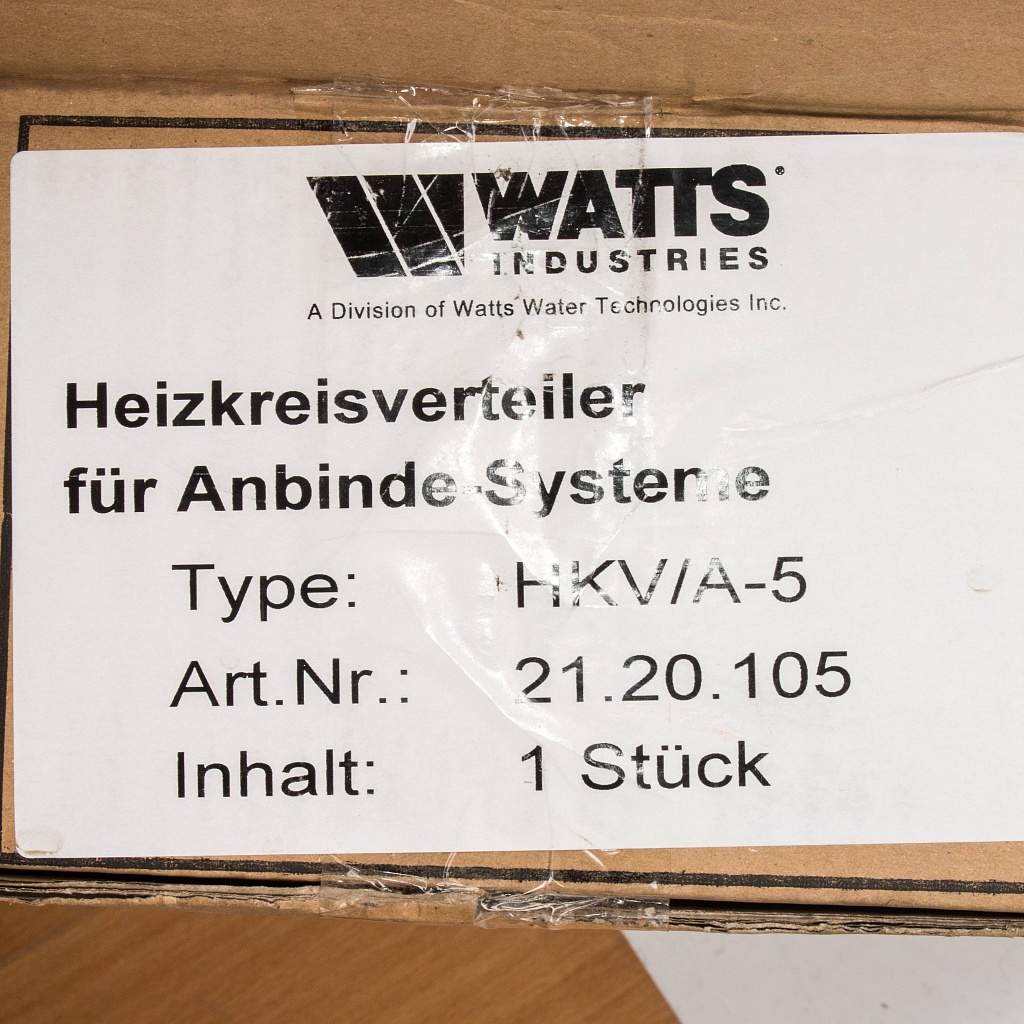 WATTS®
INDUSTRIES
A Division of Watts Water Technologies Inc.
Heizkreisverteiler
für Anbinde-Systeme
Type: HKV/A-5
Art.Nr.: 21.20.105
Inhalt: 1 Stück